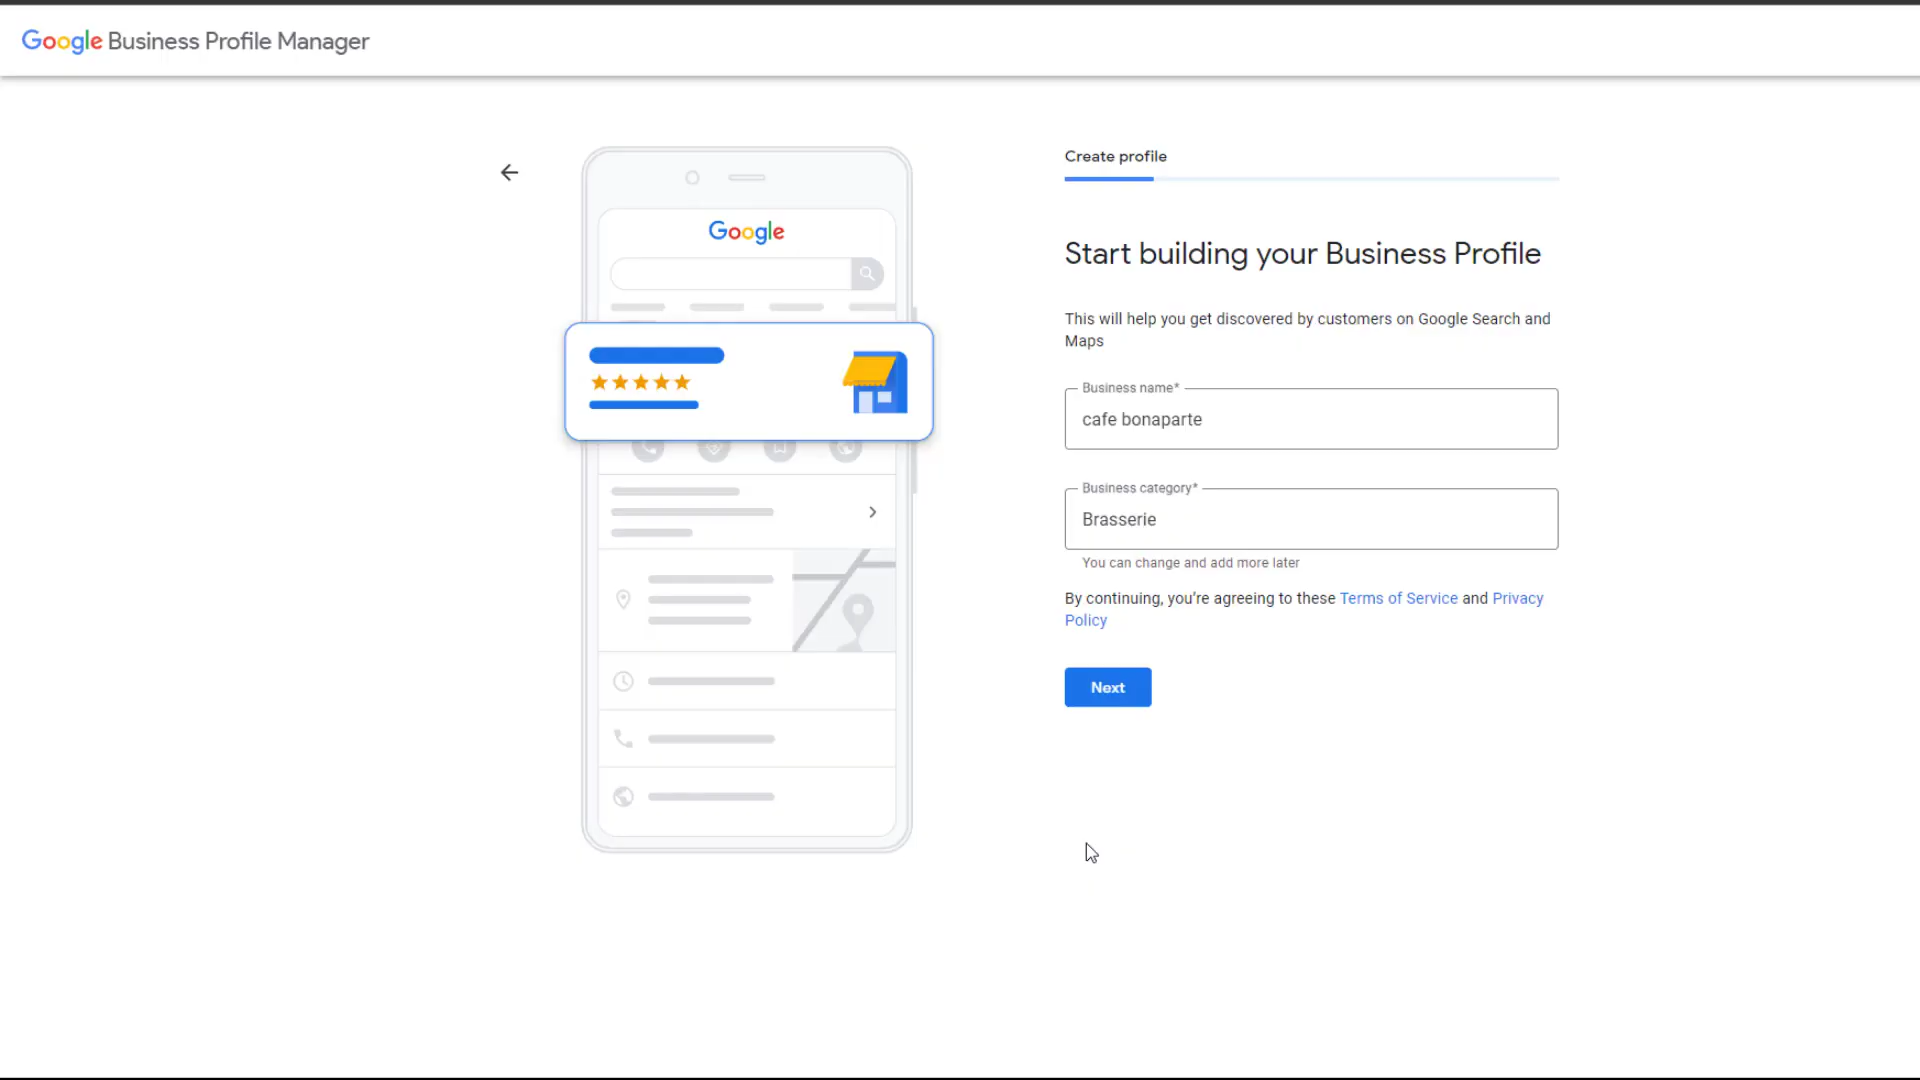 Google Business Profile Manager
Create profile
Google
Start building your Business Profile
This will help you get discovered by customers on Google Search and
Maps
Business name*
cafe bonaparte
Business category*
Brasserie
You can change and add more later
By continuing, you're agreeing to these Terms of Service and Privacy
Policy
Next